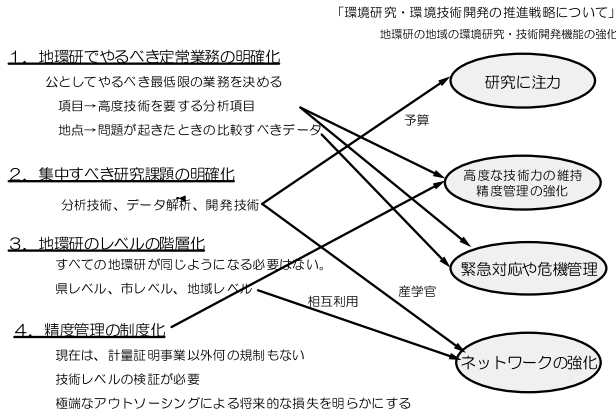 「環境研究・環境技術開発の推進戦略について」
地環研の地域の環境研究・技術開発機能の強化
１．地環研でやるべき定常業務の明確化
公としてやるべき最低限の業務を決める
項目→高度技術を要する分析項目
地点→問題が起きたときの比較すべきデータ
２．集中すべき研究課題の明確化
分析技術、データ解析、開発技術
３．地環研のレベルの階層化
すべての地環研が同じようになる必要はない。
県レベル、市レベル、地域レベル
４．精度管理の制度化
現在は、計量証明事業以外何の規制もない
技術レベルの検証が必要
極端なアウトソーシングによる将来的な損失を明らかにする
予算
産学官
相互利用
研究に注力
高度な技術力の維持
精度管理の強化
緊急対応や危機管理
ネットワークの強化